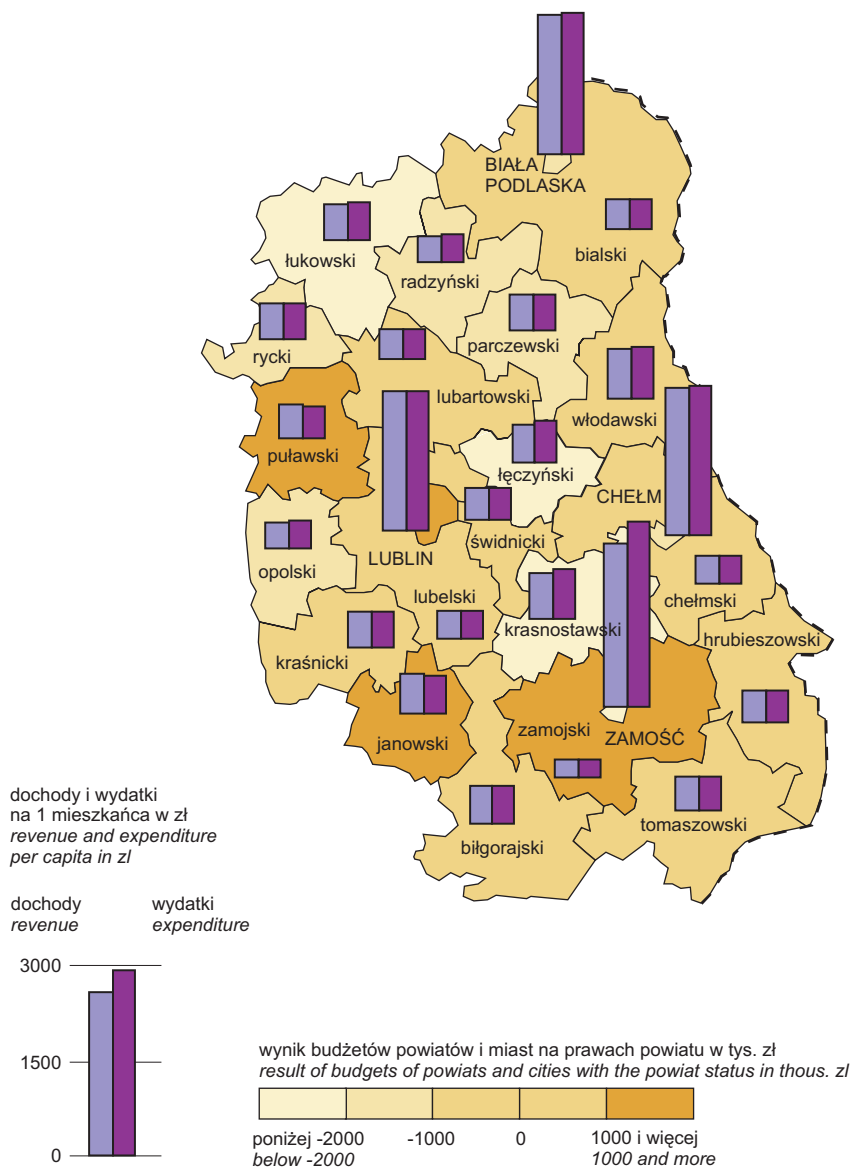 BIAŁA
PODLASKA
bialski
łukowski
radzyński
rycki
parczewski
lubartowski
włodawski
puławski
łęczyński
CHEŁM
świdnicki
LUBLIN
opolski
lubelski
chełmski
krasnostawski
hrubieszowski
kraśnicki
zamojski
ZAMOŚĆ
janowski
tomaszowski
biłgorajski
dochody i wydatki
na 1 mieszkańca w zł
revenue and expenditure
per capita in zl
dochody wydatki
revenue expenditure
3000
1500
0
wynik budżetów powiatów i miast na prawach powiatu w tys. zł
result of budgets of powiats and cities with the powiat status in thous. zl
poniżej -2000 -1000 0 1000 i więcej
below -2000 1000 and more